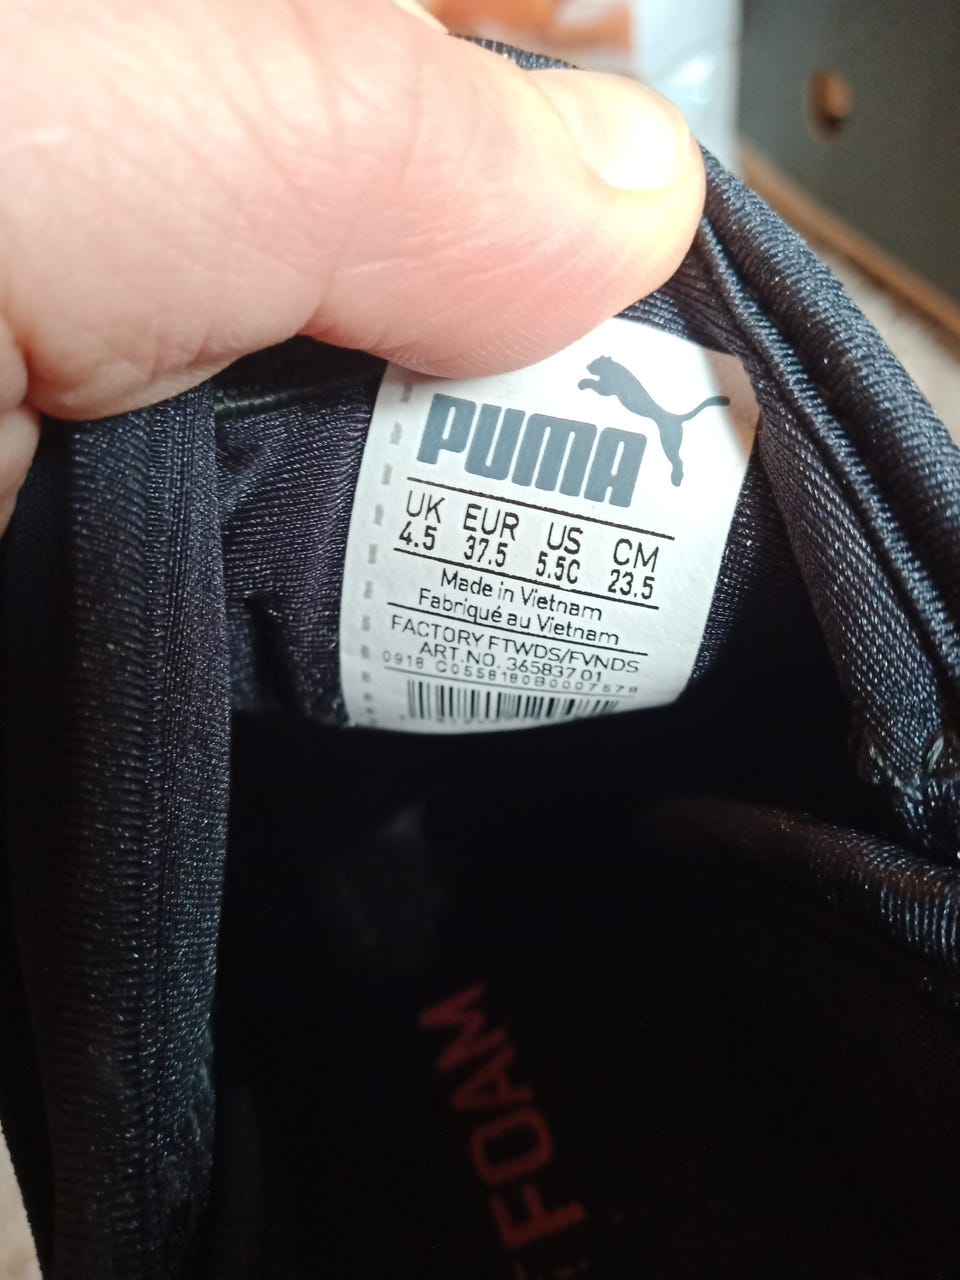 PUMA
UK EUR US CM
4.5 37.5 5.5C 23.5
Made in Vietnam
Fabriqué au Vietnam
FACTORY FTWDS/FVNDS
ART.NO. 365837 01
0918 C0558180B0007578
FOAM